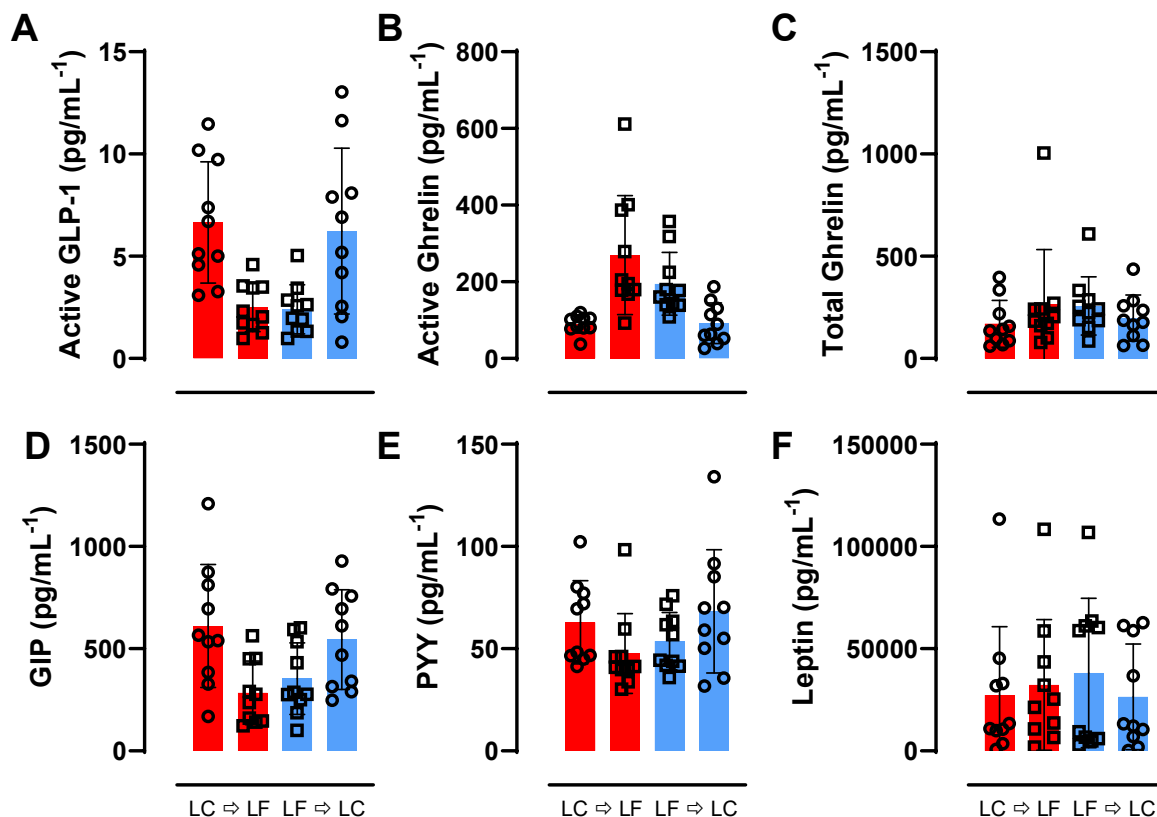 A
Active GLP-1 (pg/mL⁻¹)
15
10
5
0
B
Active Ghrelin (pg/mL⁻¹)
800
600
400
200
0
C
Total Ghrelin (pg/mL⁻¹)
1500
1000
500
0
D
GIP (pg/mL⁻¹)
1500
1000
500
0
LC ⇨ LF LF ⇨ LC
E
PYY (pg/mL⁻¹)
150
100
50
0
LC ⇨ LF LF ⇨ LC
F
Leptin (pg/mL⁻¹)
150000
100000
50000
0
LC ⇨ LF LF ⇨ LC